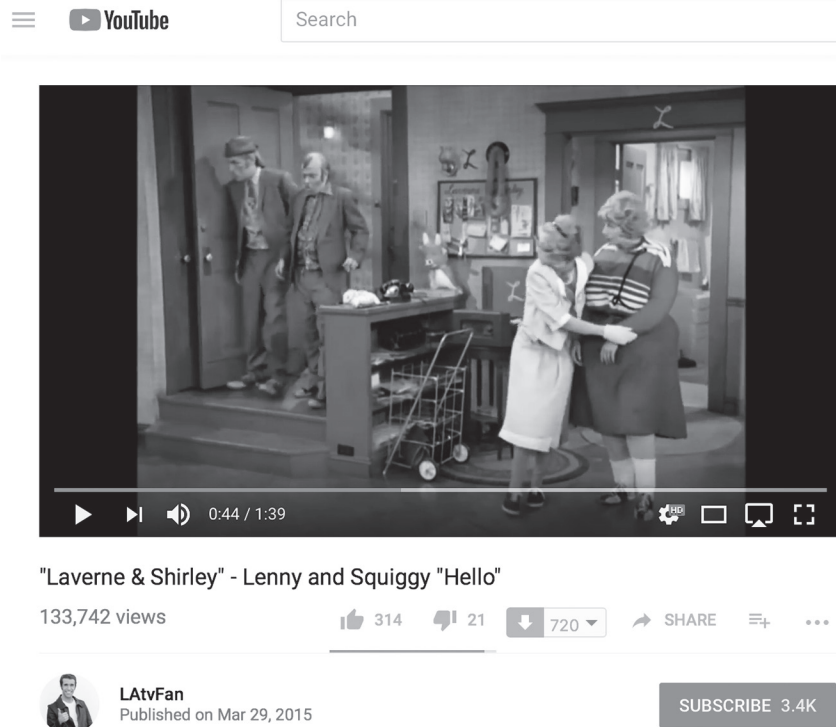 YouTube
Search
L
L
L
0:44 / 1:39
HD
"Laverne & Shirley" - Lenny and Squiggy "Hello"
133,742 views
314
21
720
SHARE
LAtvFan
Published on Mar 29, 2015
SUBSCRIBE 3.4K